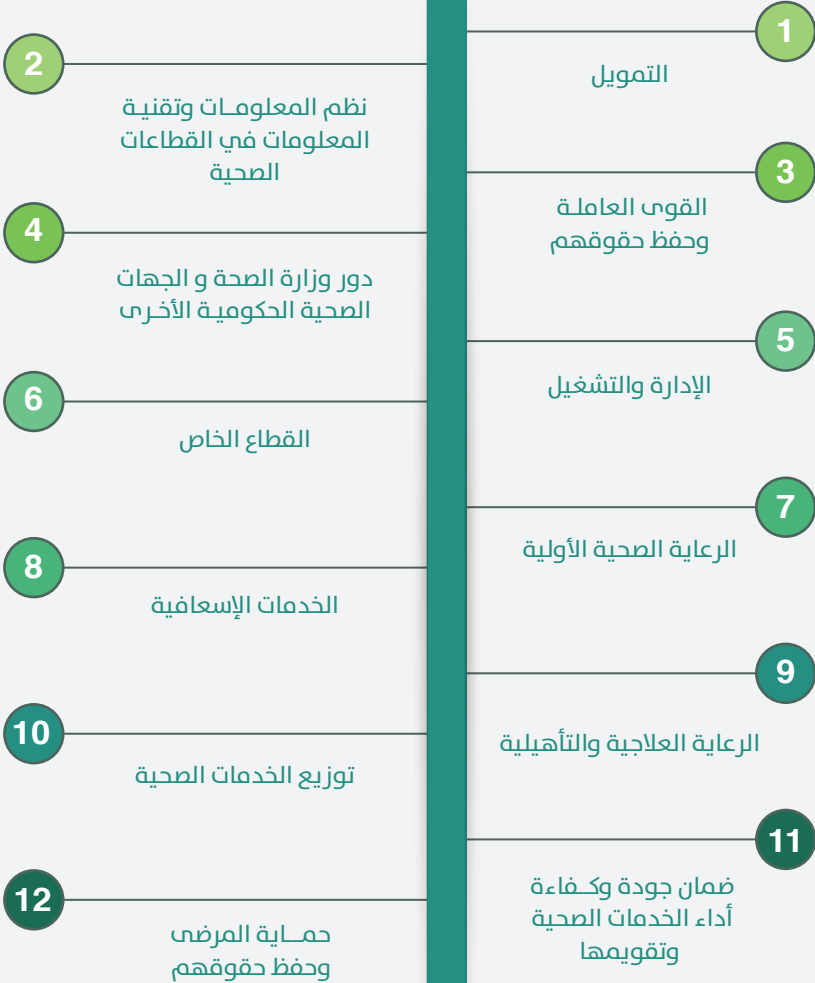 1
التمويل
2
نظم المعلومــات وتقنيـة
المعلومات في القطاعات
الصحية
3
القوى العاملـة
وحفظ حقوقهم
4
دور وزارة الصحة و الجهات
الصحية الحكوميـة الأخـرى
5
الإدارة والتشغيل
6
القطاع الخاص
7
الرعاية الصحية الأولية
8
الخدمات الإسعافية
9
الرعاية العلاجية والتأهيلية
10
توزيع الخدمات الصحية
11
ضمان جودة وكــفاءة
أداء الخدمات الصحية
وتقويمها
12
حمــاية المرضى
وحفظ حقوقهم